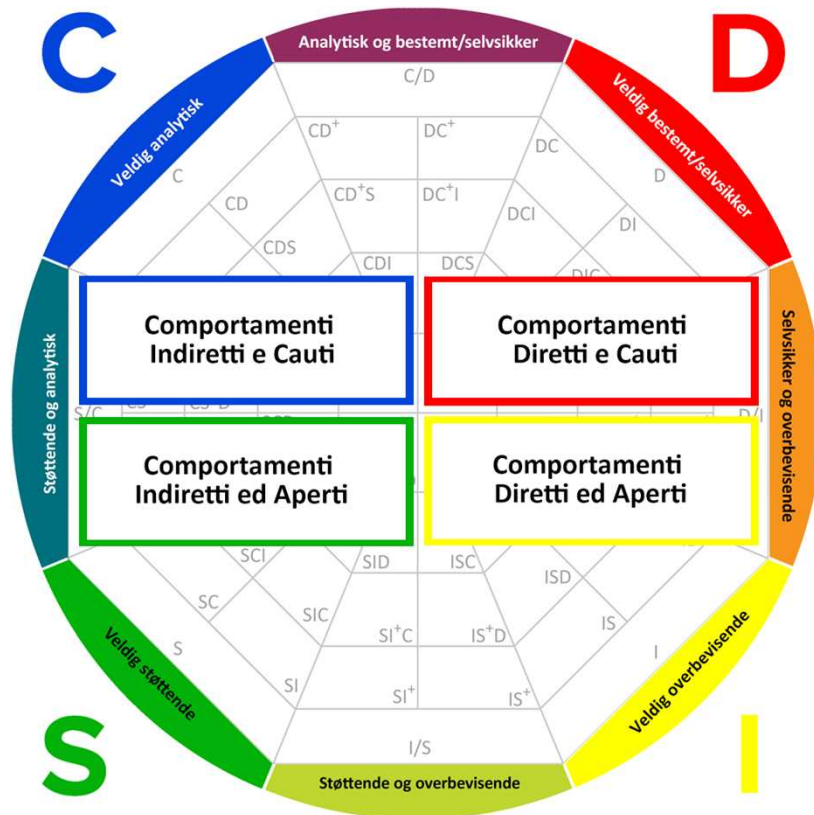 C
D
Analytisk og bestemt/selvsikker
C/D
Veldig analytisk
Veldig bestemt/selvsikker
C
CD+
DC+
DC
D
CD
CD+S
DC+I
DCI
DI
CDS
CDI
DCS
DIC
Comportamenti
Indiretti e Cauti
Comportamenti
Diretti e Cauti
Støttende og analytisk
S/C
D/I
Selvsikker og overbevisende
Comportamenti
Indiretti ed Aperti
Comportamenti
Diretti ed Aperti
SCI
SID
ISC
ISD
SC
SIC
SI+C
IS+D
IS
S
SI
SI+
IS+
I
I/S
Veldig støttende
Veldig overbevisende
S
Støttende og overbevisende
I